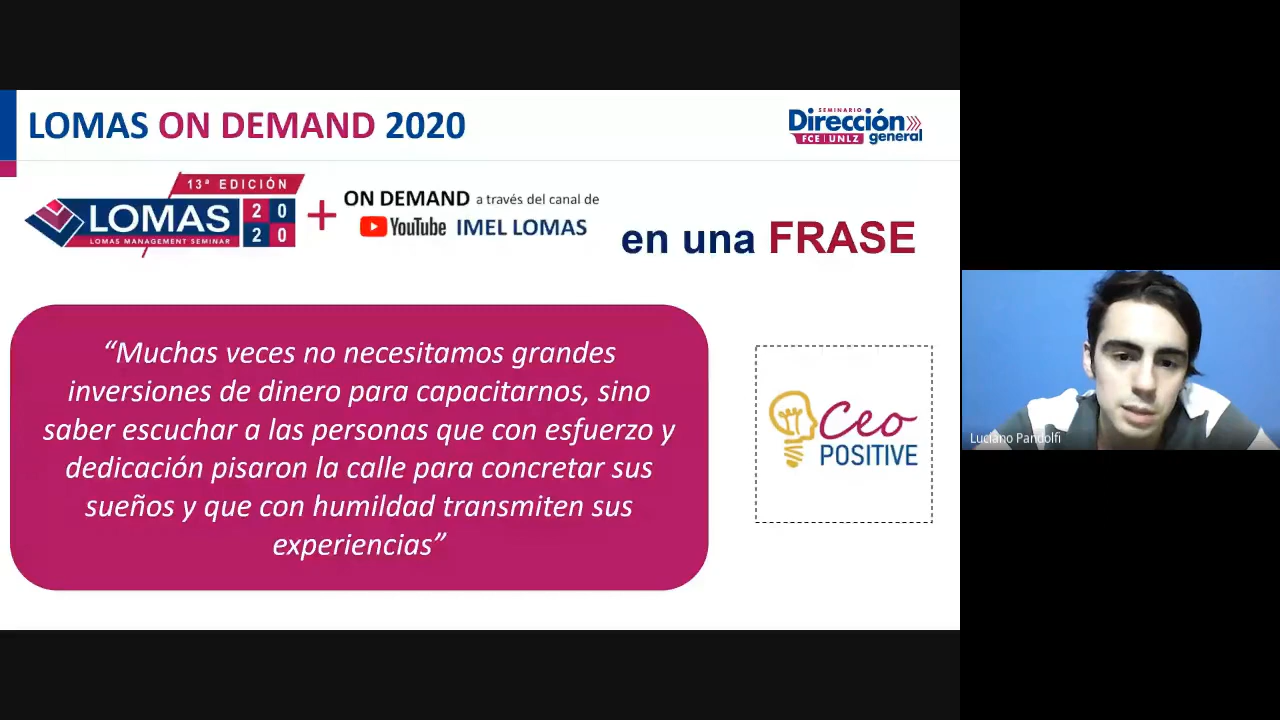 LOMAS ON DEMAND 2020
SEMINARIO
Dirección
general
FCE | UNLZ
13ª EDICIÓN
LOMAS
20
20
LOMAS MANAGEMENT SEMINAR
+
ON DEMAND a través del canal de
YouTube IMEL LOMAS
en una FRASE
“Muchas veces no necesitamos grandes
inversiones de dinero para capacitarnos, sino
saber escuchar a las personas que con esfuerzo y
dedicación pisaron la calle para concretar sus
sueños y que con humildad transmiten sus
experiencias”
Ceo
POSITIVE
Luciano Pandolfi